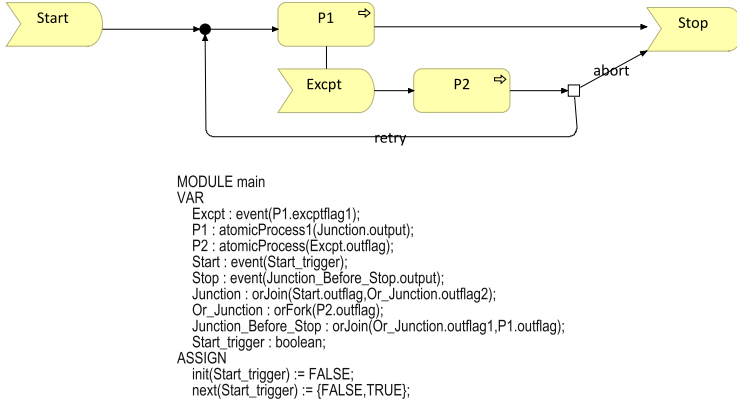 Start
P1
Stop
Excpt
P2
abort
retry
MODULE main
VAR
Excpt : event(P1.excptflag1);
P1 : atomicProcess1(Junction.output);
P2 : atomicProcess(Excpt.outflag);
Start : event(Start_trigger);
Stop : event(Junction_Before_Stop.output);
Junction : orJoin(Start.outflag,Or_Junction.outflag2);
Or_Junction : orFork(P2.outflag);
Junction_Before_Stop : orJoin(Or_Junction.outflag1,P1.outflag);
Start_trigger : boolean;
ASSIGN
init(Start_trigger) := FALSE;
next(Start_trigger) := {FALSE,TRUE};